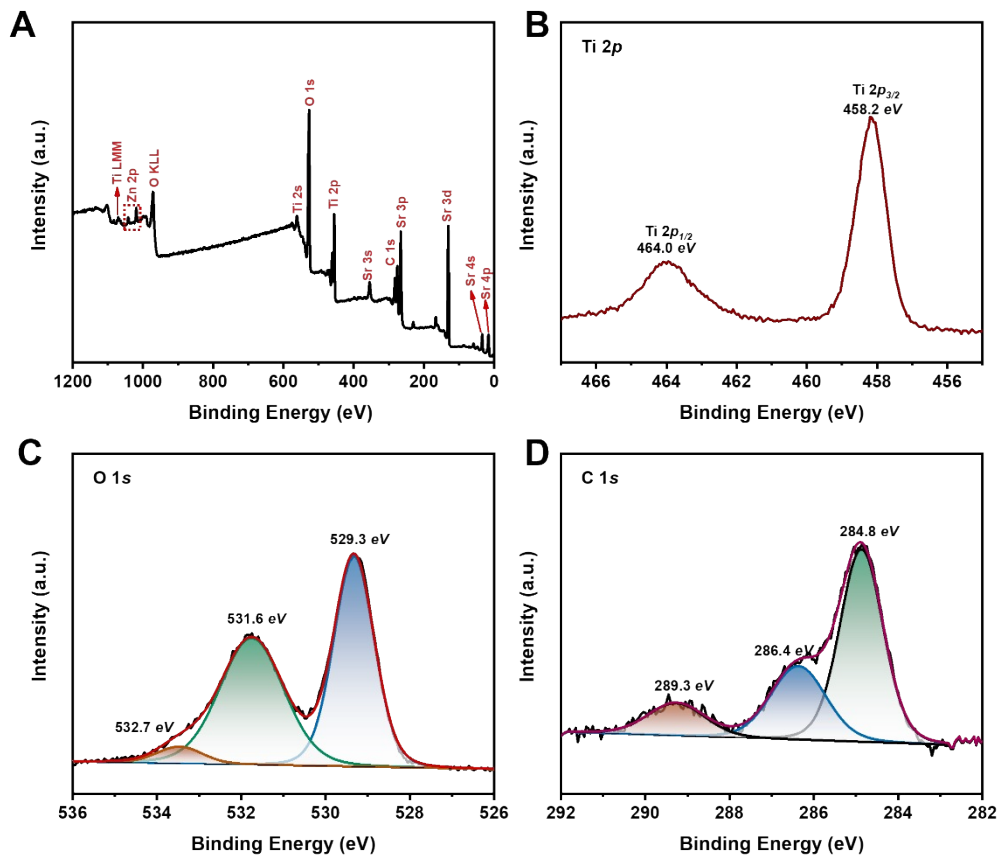 A
Intensity (a.u.)
Ti LMM
Zn 2p
O KLL
Ti 2s
O 1s
Ti 2p
Sr 3s
C 1s
Sr 3p
Sr 3d
Sr 4s
Sr 4p
1200 1000 800 600 400 200 0
Binding Energy (eV)
B
Ti 2p
Intensity (a.u.)
Ti 2p1/2
464.0 eV
Ti 2p3/2
458.2 eV
466 464 462 460 458 456
Binding Energy (eV)
C
O 1s
Intensity (a.u.)
532.7 eV
531.6 eV
529.3 eV
536 534 532 530 528 526
Binding Energy (eV)
D
C 1s
Intensity (a.u.)
289.3 eV
286.4 eV
284.8 eV
292 290 288 286 284 282
Binding Energy (eV)